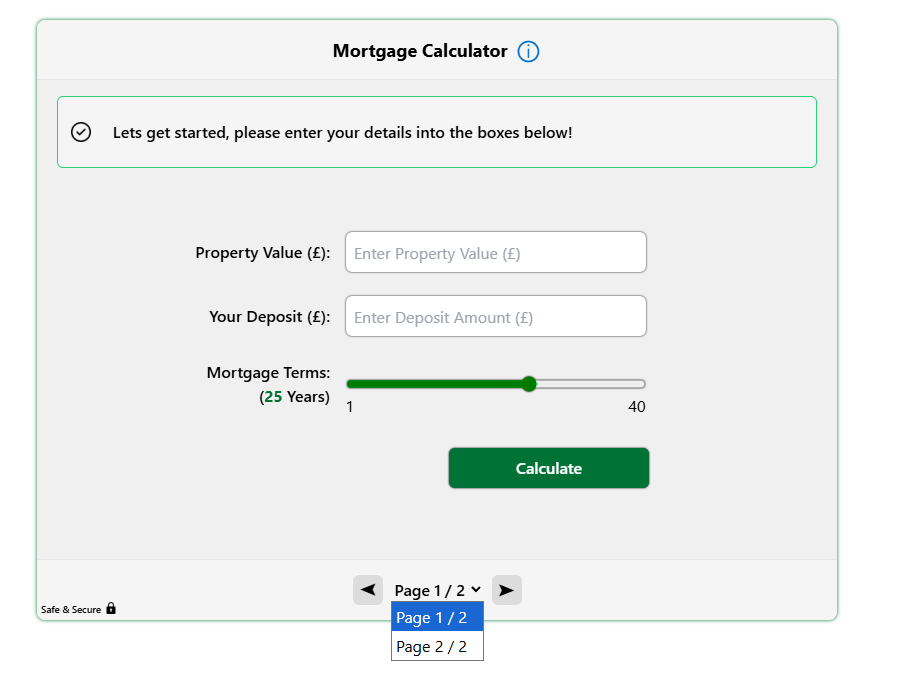 Mortgage Calculator
Lets get started, please enter your details into the boxes below!
Property Value (£): Enter Property Value (£)
Your Deposit (£): Enter Deposit Amount (£)
Mortgage Terms:
(25 Years)
1 40
Calculate
Page 1 / 2
Safe & Secure
Page 1 / 2
Page 2 / 2